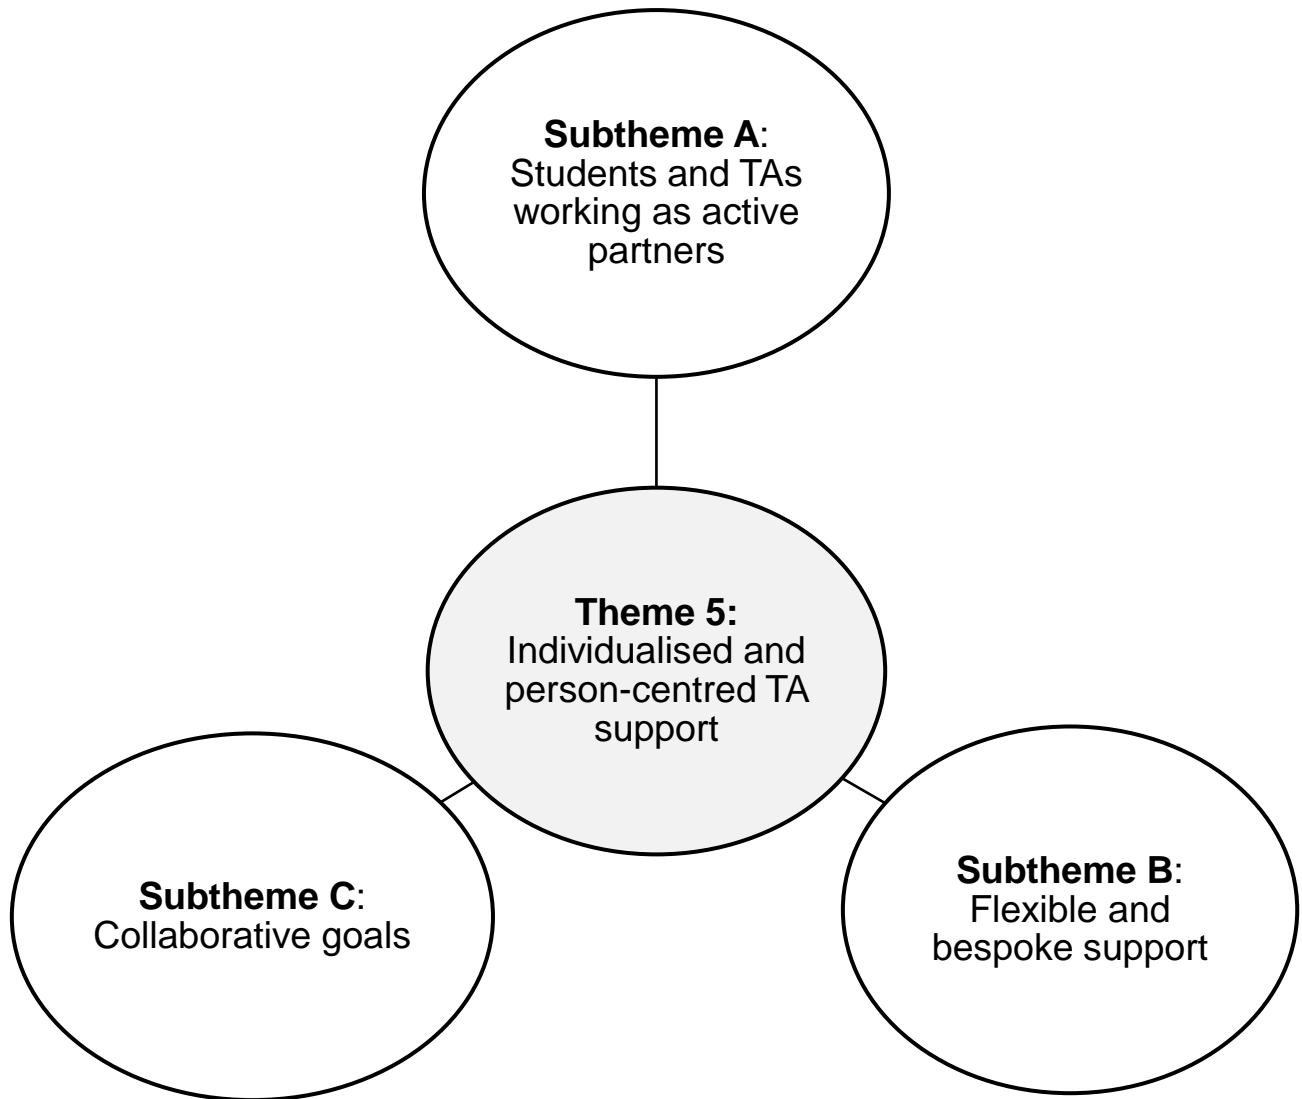 Subtheme A:
Students and TAs
working as active
partners
Theme 5:
Individualised and
person-centred TA
support
Subtheme C:
Collaborative goals
Subtheme B:
Flexible and
bespoke support